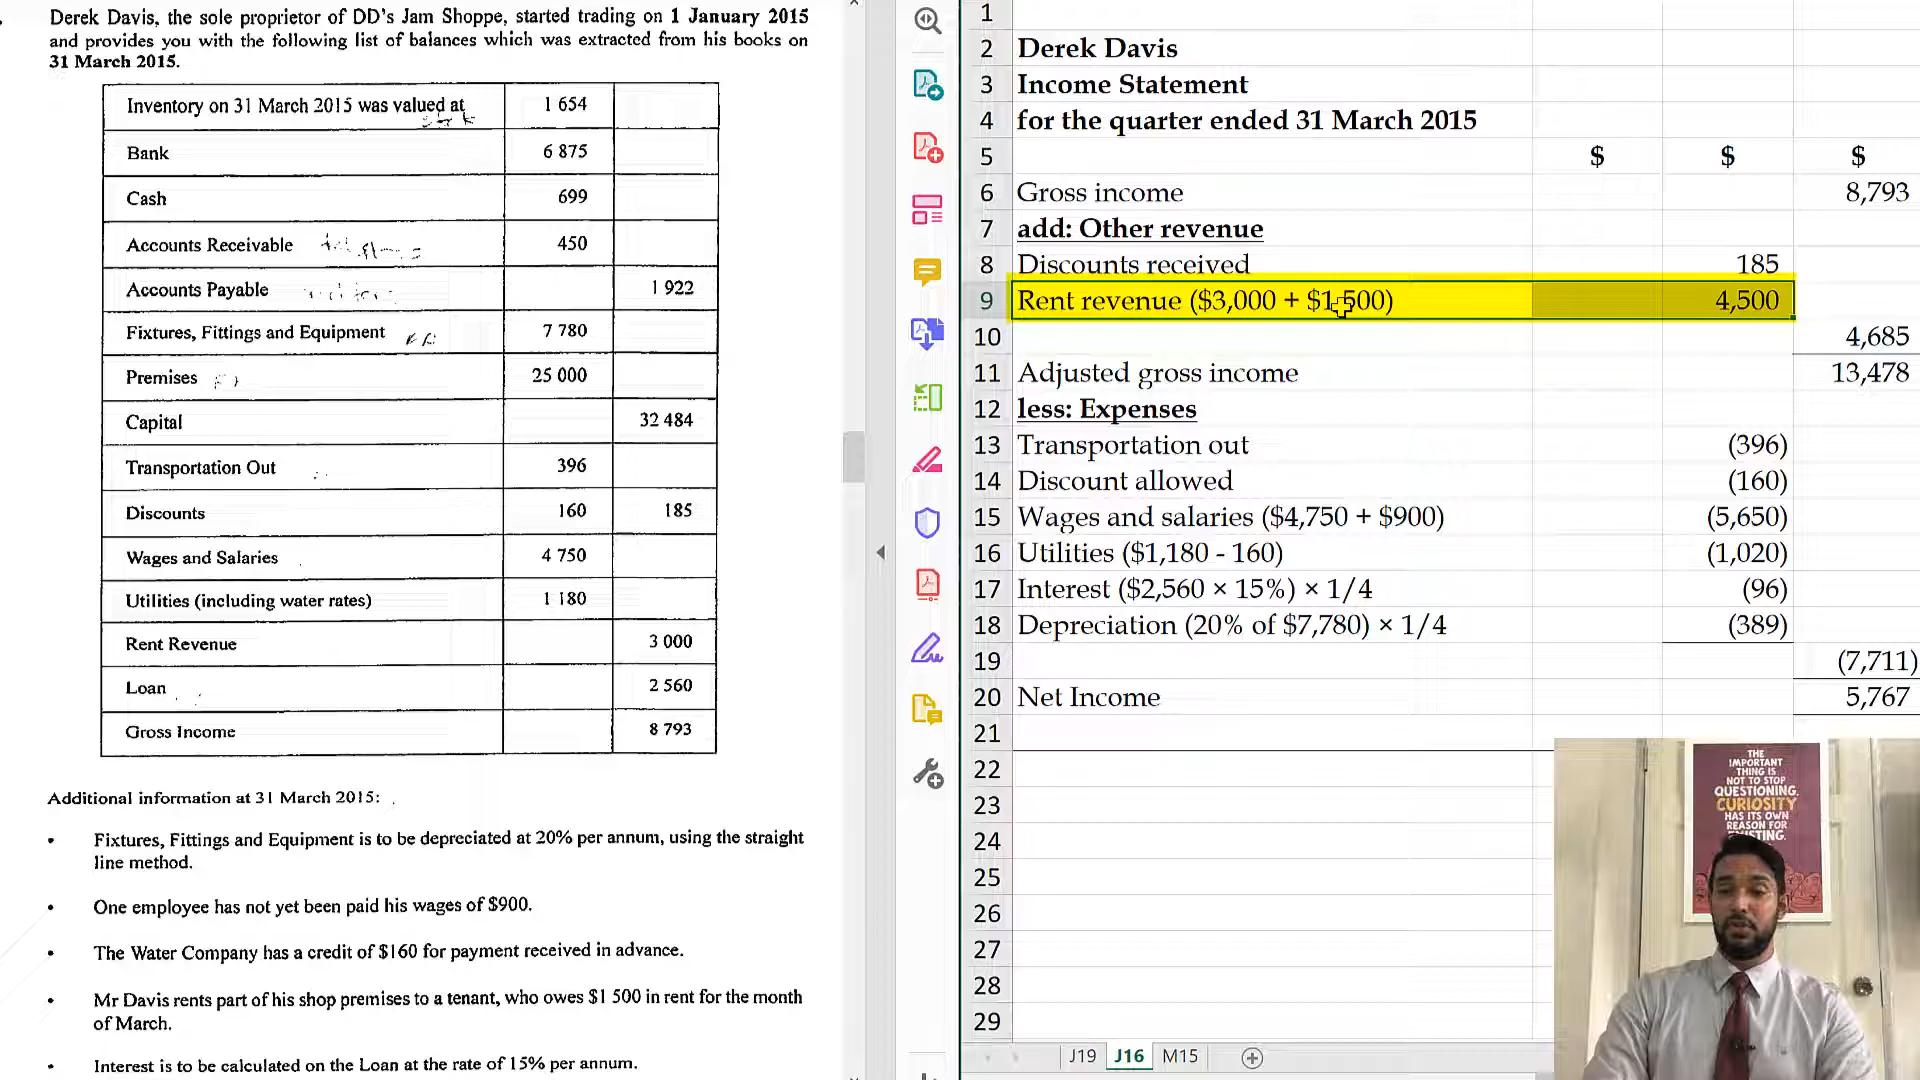 Derek Davis, the sole proprietor of DD's Jam Shoppe, started trading on 1 January 2015
and provides you with the following list of balances which was extracted from his books on
31 March 2015.
Inventory on 31 March 2015 was valued at 1 654
Bank 6 875
Cash 699
Accounts Receivable 450
Accounts Payable 1 922
Fixtures, Fittings and Equipment 7 780
Premises 25 000
Capital 32 484
Transportation Out 396
Discounts 160 185
Wages and Salaries 4 750
Utilities (including water rates) 1 180
Rent Revenue 3 000
Loan 2 560
Gross Income 8 793
Additional information at 31 March 2015:
• Fixtures, Fittings and Equipment is to be depreciated at 20% per annum, using the straight
line method.
• One employee has not yet been paid his wages of $900.
• The Water Company has a credit of $160 for payment received in advance.
• Mr Davis rents part of his shop premises to a tenant, who owes $1 500 in rent for the month
of March.
• Interest is to be calculated on the Loan at the rate of 15% per annum.
1
2 Derek Davis
3 Income Statement
4 for the quarter ended 31 March 2015
5 $ $ $
6 Gross income 8,793
7 add: Other revenue
8 Discounts received 185
9 Rent revenue ($3,000 + $1,500) 4,500
10 4,685
11 Adjusted gross income 13,478
12 less: Expenses
13 Transportation out (396)
14 Discount allowed (160)
15 Wages and salaries ($4,750 + $900) (5,650)
16 Utilities ($1,180 - 160) (1,020)
17 Interest ($2,560 × 15%) × 1/4 (96)
18 Depreciation (20% of $7,780) × 1/4 (389)
19 (7,711)
20 Net Income 5,767
21
22
23
24
25
26
27
28
29
J19 J16 M15
THE
IMPORTANT
THING IS
NOT TO STOP
QUESTIONING.
CURIOSITY
HAS ITS OWN
REASON FOR
EXISTING.